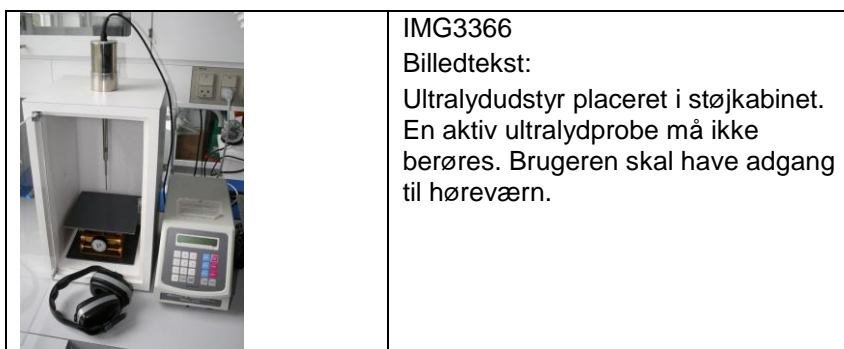 IMG3366
Billedtekst:
Ultralydudstyr placeret i støjkabinet.
En aktiv ultralydprobe må ikke
berøres. Brugeren skal have adgang
til høreværn.